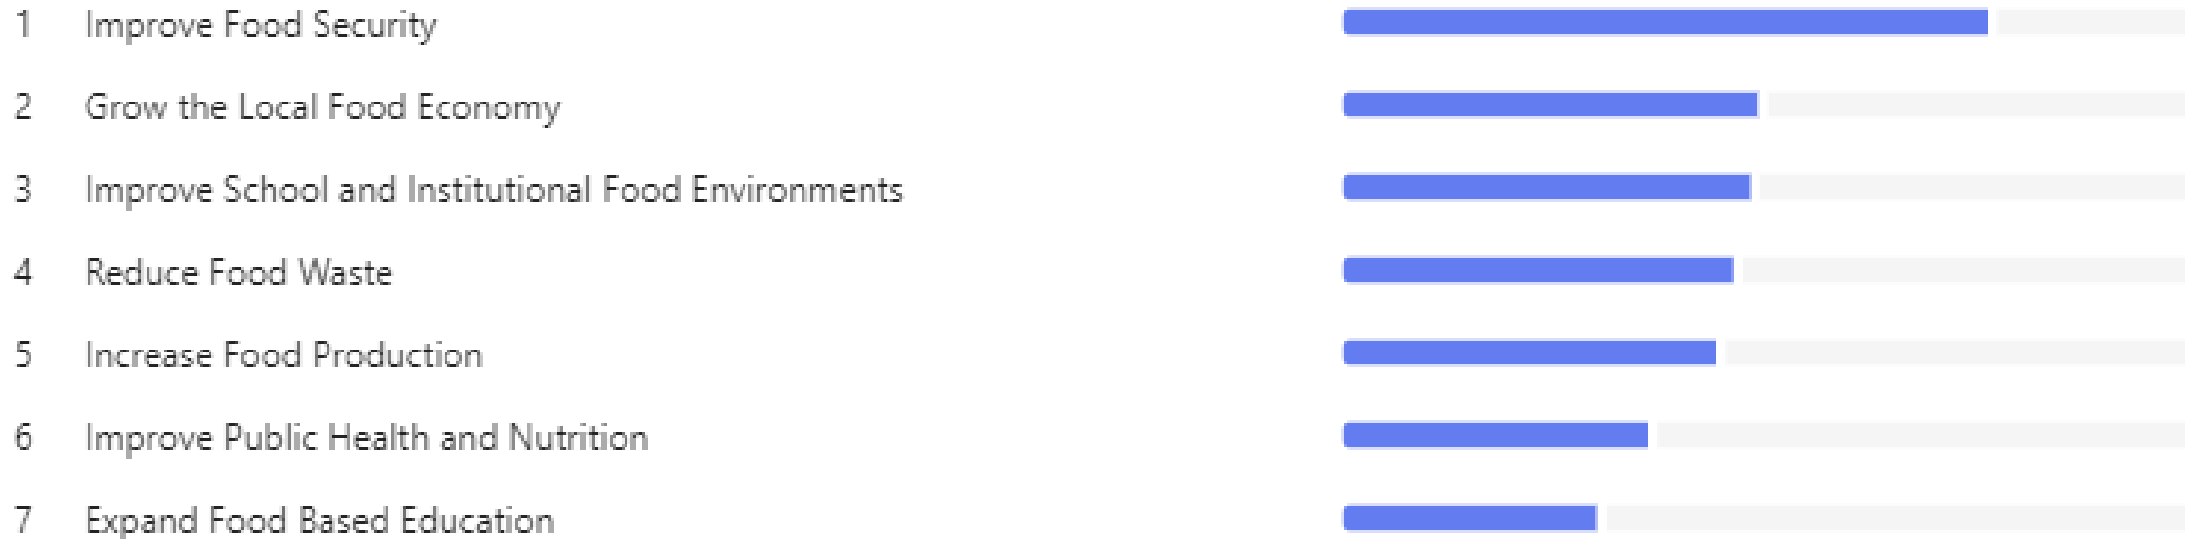 1 Improve Food Security
2 Grow the Local Food Economy
3 Improve School and Institutional Food Environments
4 Reduce Food Waste
5 Increase Food Production
6 Improve Public Health and Nutrition
7 Expand Food Based Education